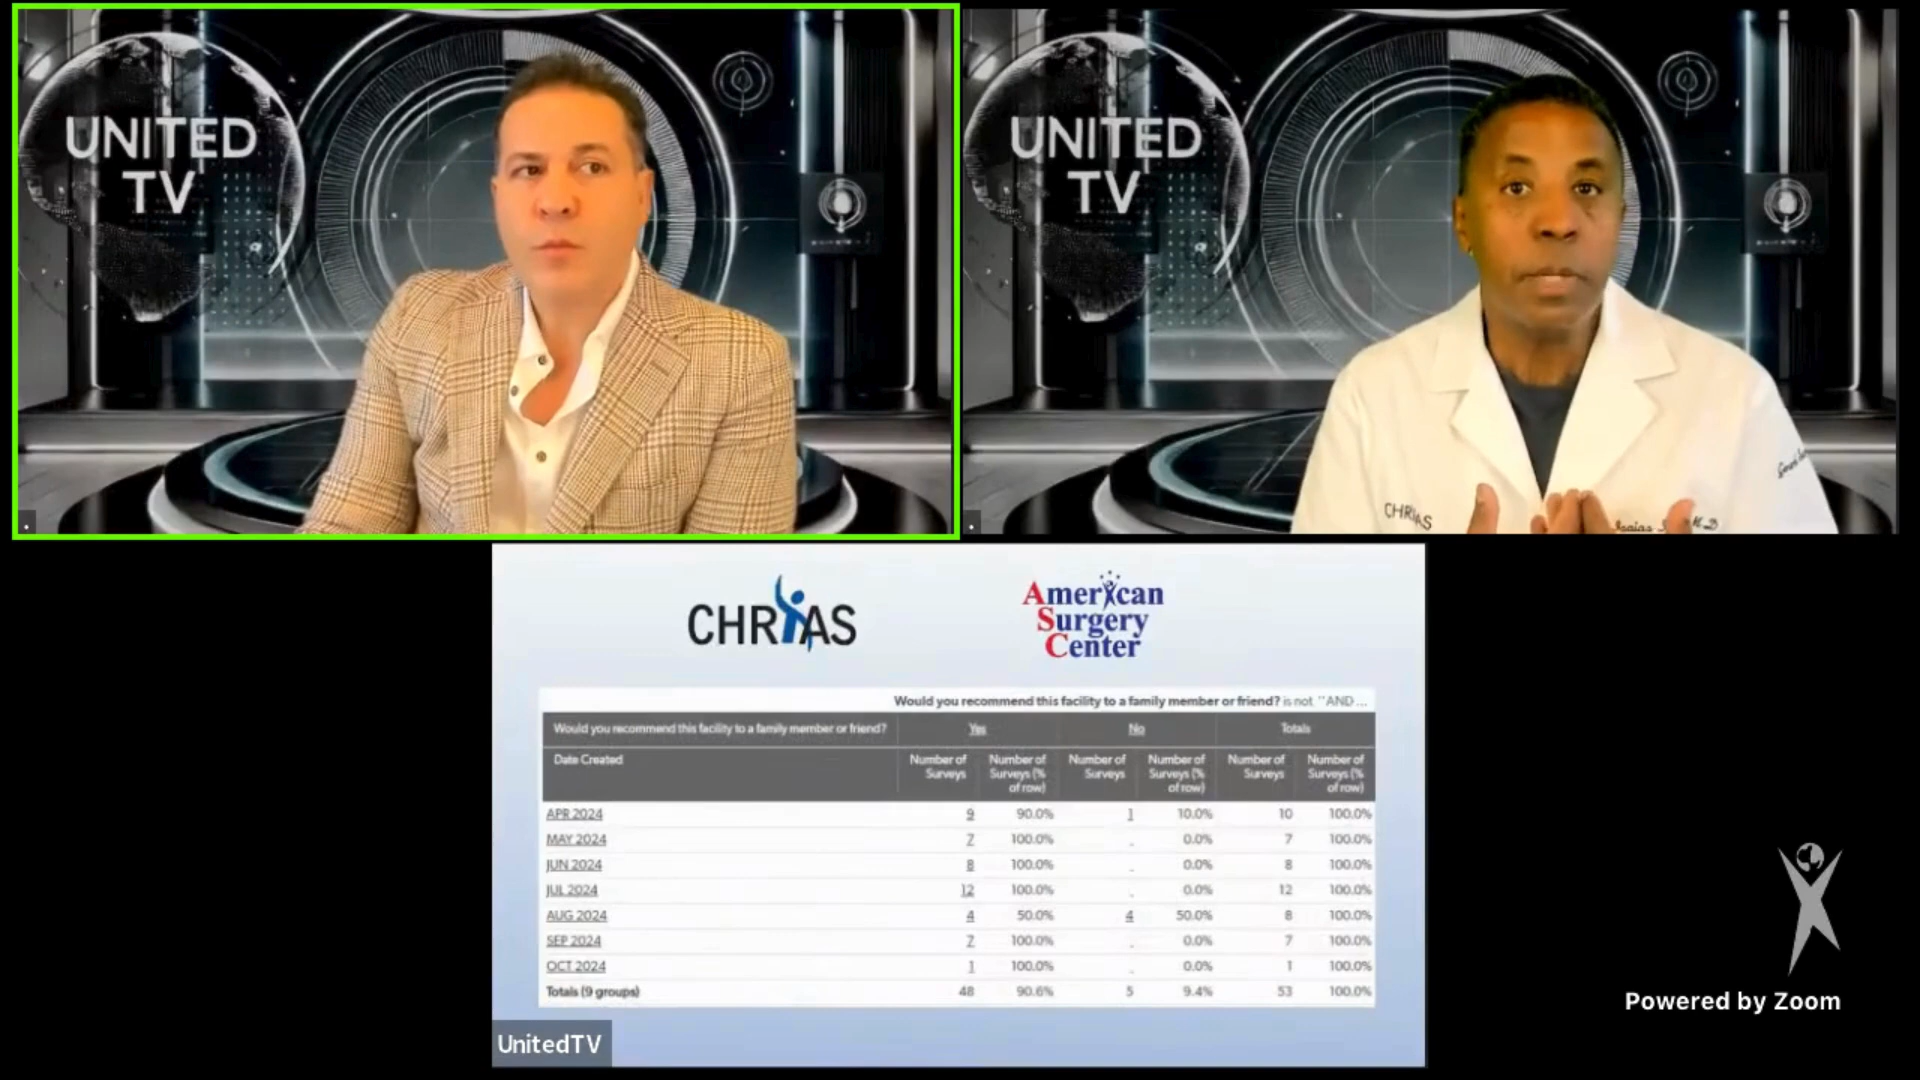 UNITED
TV
UNITED
TV
CHRIAS
CHRIAS
American
Surgery
Center
Would you recommend this facility to a family member or friend? is not ""AND ...
Would you recommend this facility to a family member or friend? Yes No Totals
Date Created Number of Surveys Number of Surveys (% of row) Number of Surveys Number of Surveys (% of row) Number of Surveys Number of Surveys (% of row)
APR 2024 9 90.0% 1 10.0% 10 100.0%
MAY 2024 7 100.0% . 0.0% 7 100.0%
JUN 2024 8 100.0% . 0.0% 8 100.0%
JUL 2024 12 100.0% . 0.0% 12 100.0%
AUG 2024 4 50.0% 4 50.0% 8 100.0%
SEP 2024 7 100.0% . 0.0% 7 100.0%
OCT 2024 1 100.0% . 0.0% 1 100.0%
Totals (9 groups) 48 90.6% 5 9.4% 53 100.0%
UnitedTV
Powered by Zoom